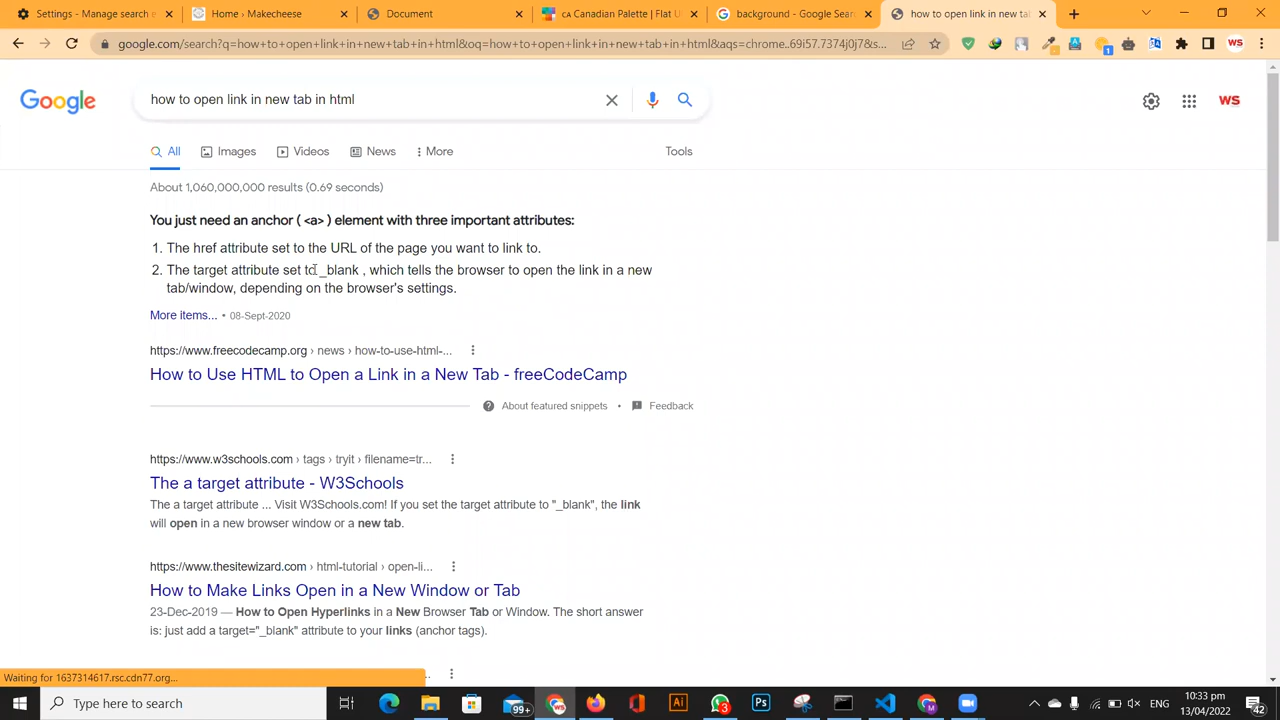 Settings - Manage search e
Home › Makecheese
Document
CA Canadian Palette | Flat U
background - Google Searc
how to open link in new tab
google.com/search?q=how+to+open+link+in+new+tab+in+html&oq=how+to+open+link+in+new+tab+in+html&aqs=chrome..69i57.7374j0j7&s...
1
WS
Google
how to open link in new tab in html
WS
All
Images
Videos
News
More
Tools
About 1,060,000,000 results (0.69 seconds)
You just need an anchor ( <a> ) element with three important attributes:
1. The href attribute set to the URL of the page you want to link to.
2. The target attribute set to _blank , which tells the browser to open the link in a new
tab/window, depending on the browser's settings.
More items... • 08-Sept-2020
https://www.freecodecamp.org › news › how-to-use-html-...
How to Use HTML to Open a Link in a New Tab - freeCodeCamp
About featured snippets • Feedback
https://www.w3schools.com › tags › tryit › filename=tr...
The a target attribute - W3Schools
The a target attribute ... Visit W3Schools.com! If you set the target attribute to "_blank", the link
will open in a new browser window or a new tab.
https://www.thesitewizard.com › html-tutorial › open-li...
How to Make Links Open in a New Window or Tab
23-Dec-2019 — How to Open Hyperlinks in a New Browser Tab or Window. The short answer
is: just add a target="_blank" attribute to your links (anchor tags).
Waiting for 1637314617.rsc.cdn77.org...
Type here to search
99+
WS
Ai
3
Ps
M
ENG
10:33 pm
13/04/2022
42